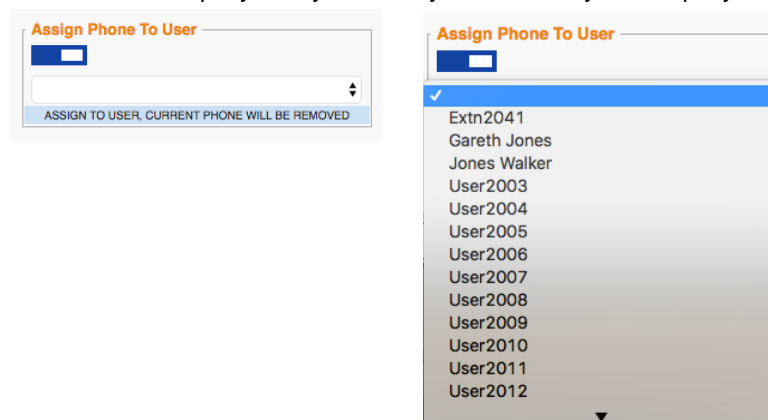 Assign Phone To User
ASSIGN TO USER, CURRENT PHONE WILL BE REMOVED
Assign Phone To User
Extn2041
Gareth Jones
Jones Walker
User2003
User2004
User2005
User2006
User2007
User2008
User2009
User2010
User2011
User2012